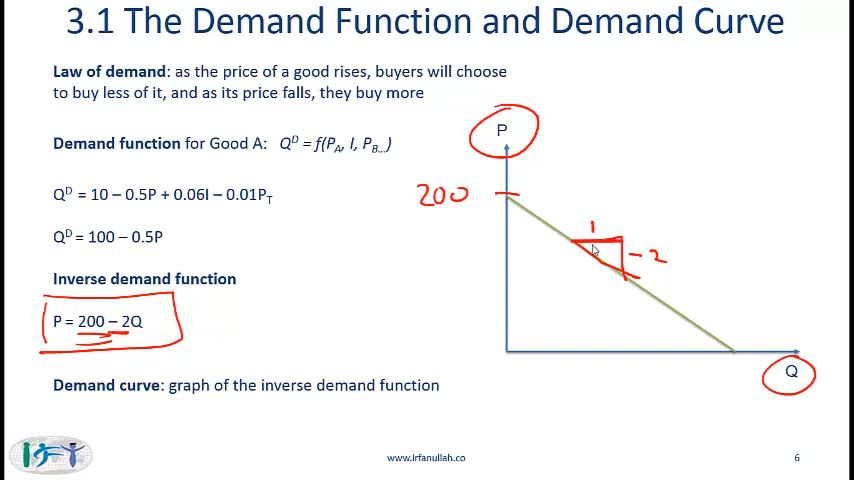 3.1 The Demand Function and Demand Curve
Law of demand: as the price of a good rises, buyers will choose
to buy less of it, and as its price falls, they buy more
Demand function for Good A: Qᴰ = f(P_A, I, P_B...)
Qᴰ = 10 – 0.5P + 0.06I – 0.01P_T
Qᴰ = 100 – 0.5P
Inverse demand function
P = 200 – 2Q
Demand curve: graph of the inverse demand function
P
200
1
-2
Q
www.irfanullah.co
6